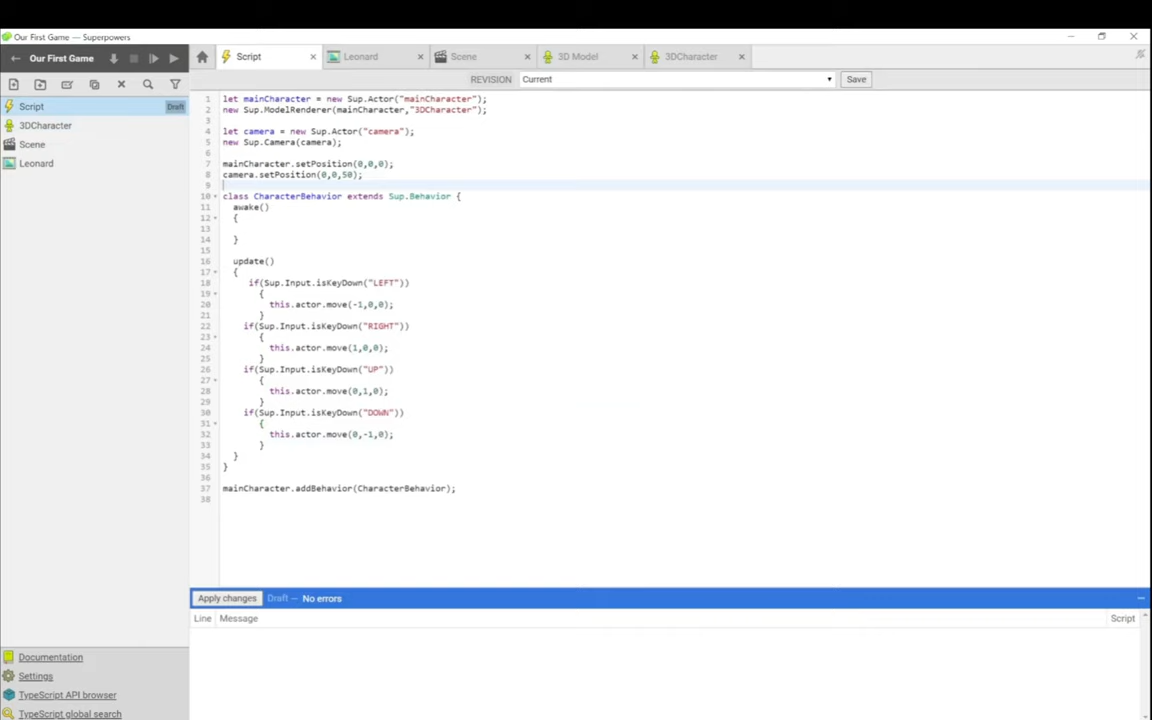 Our First Game — Superpowers
Our First Game
Script
Leonard
Scene
3D Model
3DCharacter
REVISION
Current
Save
Script
Draft
3DCharacter
Scene
Leonard
1 let mainCharacter = new Sup.Actor("mainCharacter");
2 new Sup.ModelRenderer(mainCharacter,"3DCharacter");
3
4 let camera = new Sup.Actor("camera");
5 new Sup.Camera(camera);
6
7 mainCharacter.setPosition(0,0,0);
8 camera.setPosition(0,0,50);
9
10 class CharacterBehavior extends Sup.Behavior {
11 awake()
12 {
13
14 }
15
16 update()
17 {
18 if(Sup.Input.isKeyDown("LEFT"))
19 {
20 this.actor.move(-1,0,0);
21 }
22 if(Sup.Input.isKeyDown("RIGHT"))
23 {
24 this.actor.move(1,0,0);
25 }
26 if(Sup.Input.isKeyDown("UP"))
27 {
28 this.actor.move(0,1,0);
29 }
30 if(Sup.Input.isKeyDown("DOWN"))
31 {
32 this.actor.move(0,-1,0);
33 }
34 }
35 }
36
37 mainCharacter.addBehavior(CharacterBehavior);
38
Apply changes Draft — No errors
Line Message Script
Documentation
Settings
TypeScript API browser
TypeScript global search